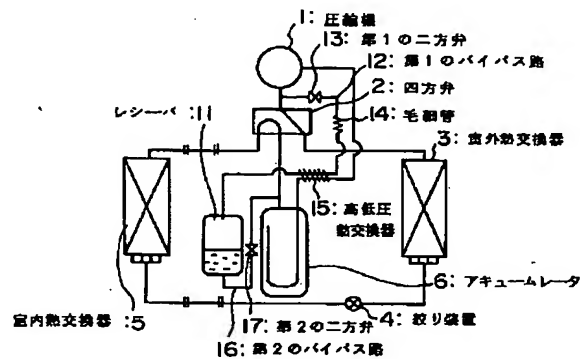 1: 圧縮機
13: 第1の二方弁
12: 第1のバイパス路
2: 四方弁
レシーバ :11
14: 毛細管
3: 室外熱交換器
15: 高低圧
熱交換器
6: アキュームレータ
室内熱交換器 :5
17: 第2の二方弁
4: 絞り装置
16: 第2のバイパス路